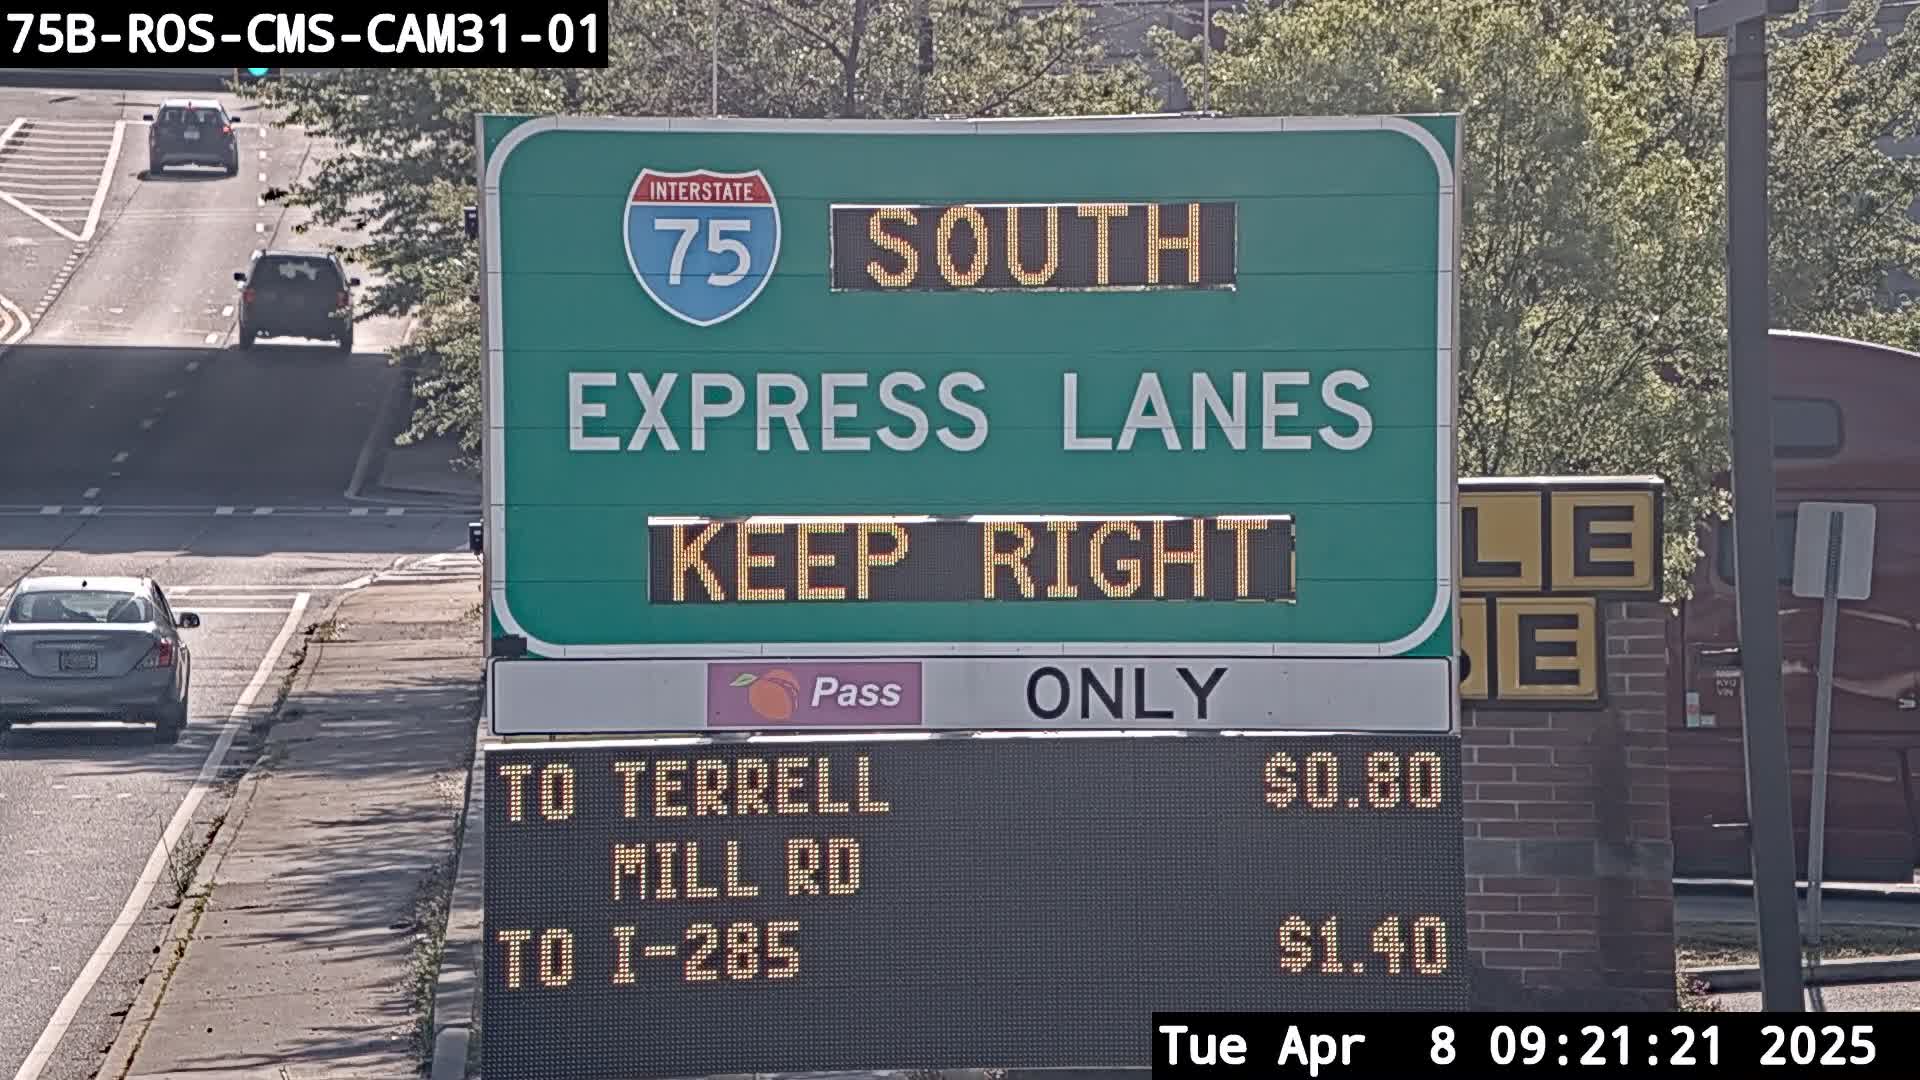 75B-ROS-CMS-CAM31-01
INTERSTATE
75
SOUTH
EXPRESS LANES
KEEP RIGHT
Pass ONLY
TO TERRELL $0.80
MILL RD
TO I-285 $1.40
LE
E
Tue Apr 8 09:21:21 2025